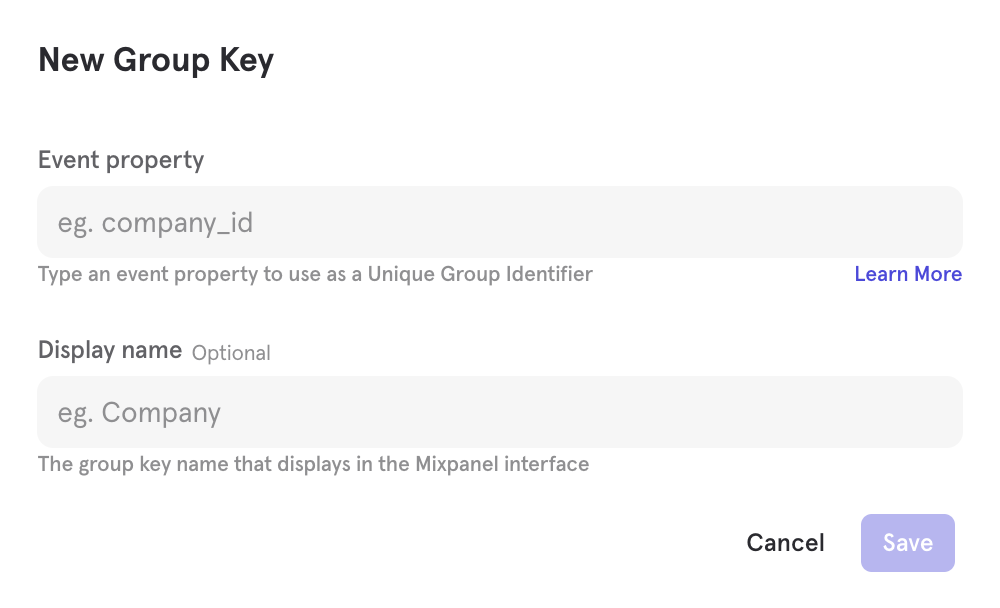 New Group Key
Event property
eg. company_id
Type an event property to use as a Unique Group Identifier Learn More
Display name Optional
eg. Company
The group key name that displays in the Mixpanel interface
Cancel Save